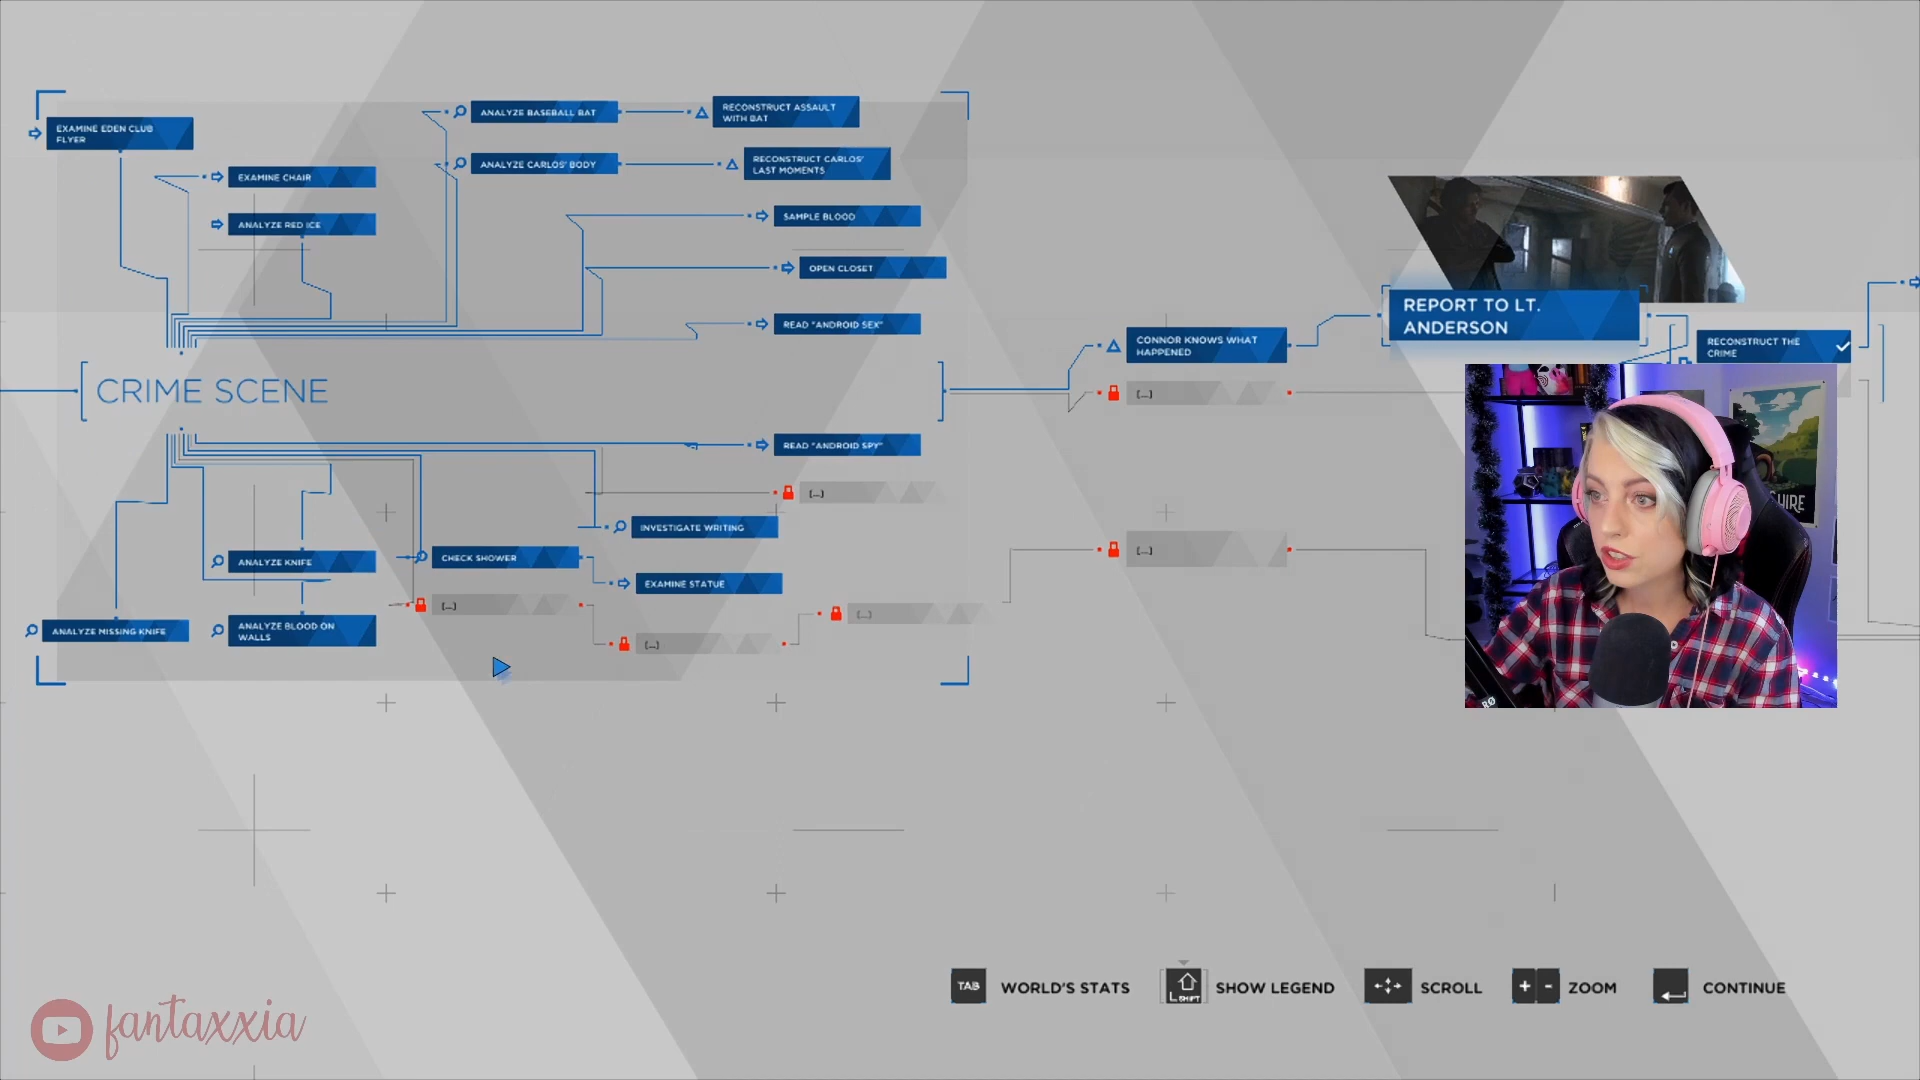 EXAMINE EDEN CLUB
FLYER
EXAMINE CHAIR
ANALYZE RED ICE
ANALYZE BASEBALL BAT
RECONSTRUCT ASSAULT
WITH BAT
ANALYZE CARLOS' BODY
RECONSTRUCT CARLOS'
LAST MOMENTS
SAMPLE BLOOD
OPEN CLOSET
READ "ANDROID SEX"
CRIME SCENE
CONNOR KNOWS WHAT
HAPPENED
[...]
REPORT TO LT.
ANDERSON
RECONSTRUCT THE
CRIME
READ "ANDROID SPY"
[...]
INVESTIGATE WRITING
ANALYZE KNIFE
CHECK SHOWER
EXAMINE STATUE
[...]
[...]
[...]
[...]
ANALYZE MISSING KNIFE
ANALYZE BLOOD ON
WALLS
HIRE
TAB WORLD'S STATS
L SHIFT SHOW LEGEND
SCROLL
+ - ZOOM
CONTINUE
fantaxxia